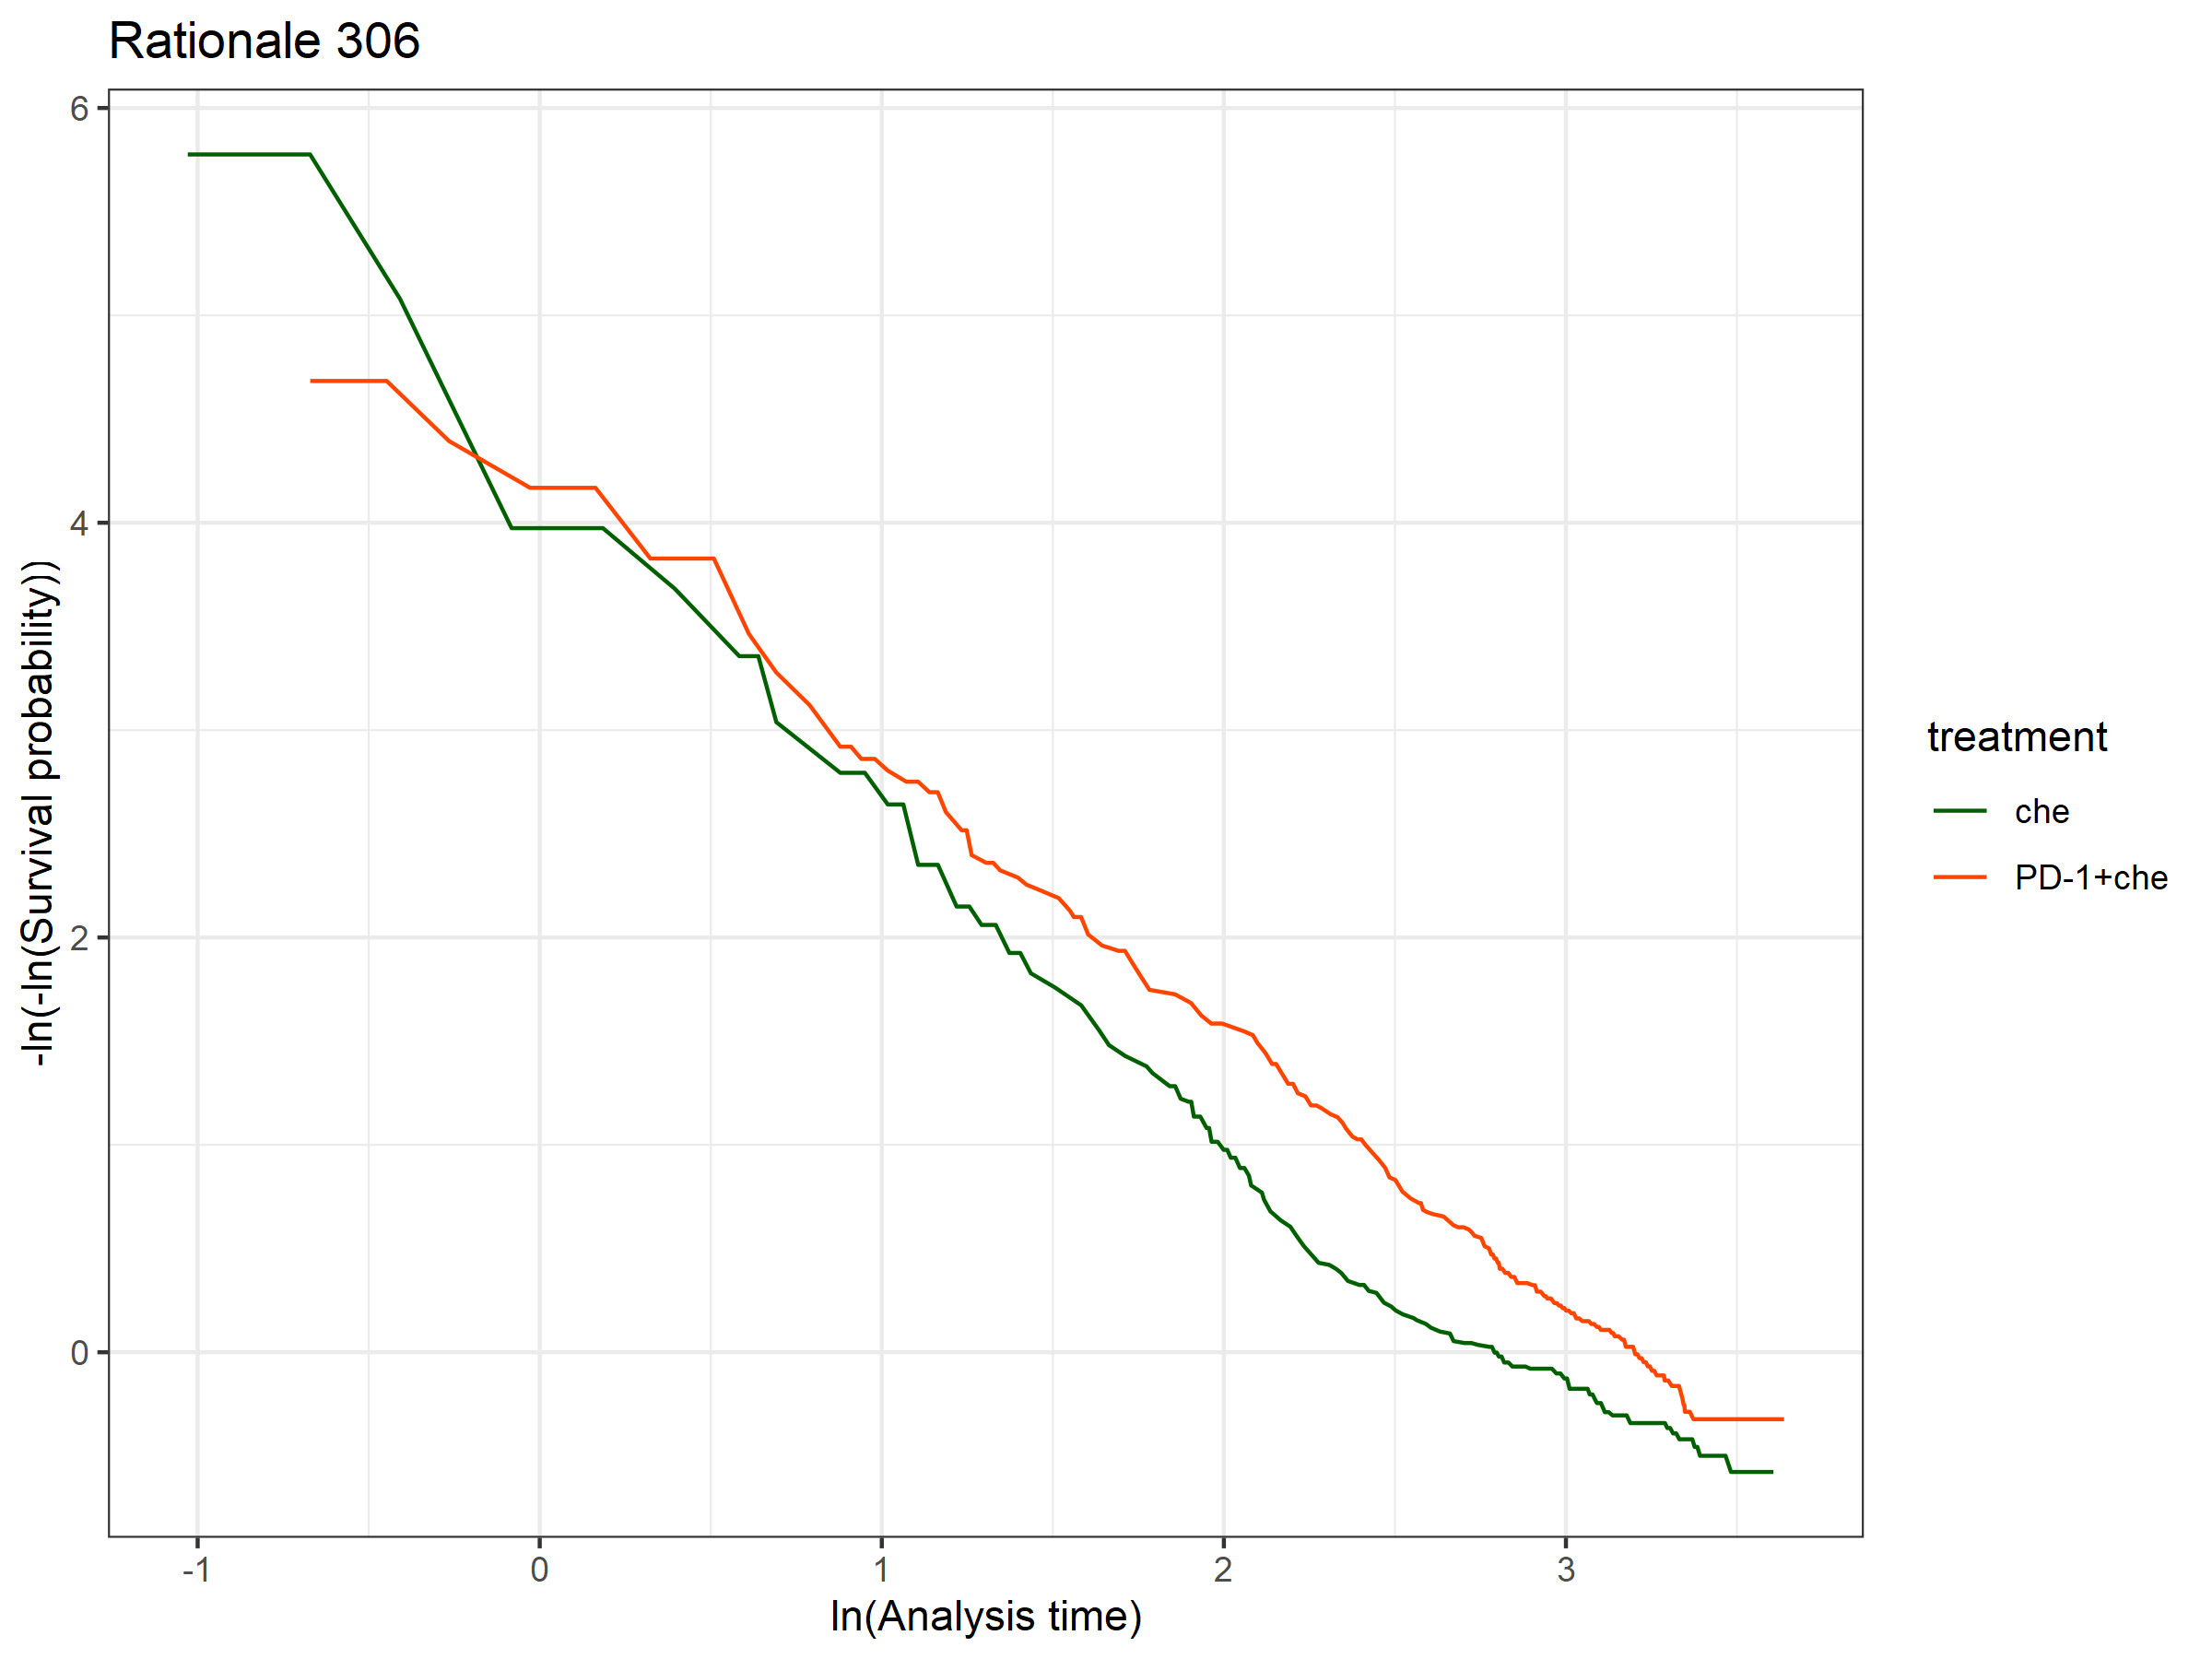 Rationale 306
6
4
2
0
-ln(-ln(Survival probability))
-1
0
1
2
3
ln(Analysis time)
treatment
che
PD-1+che